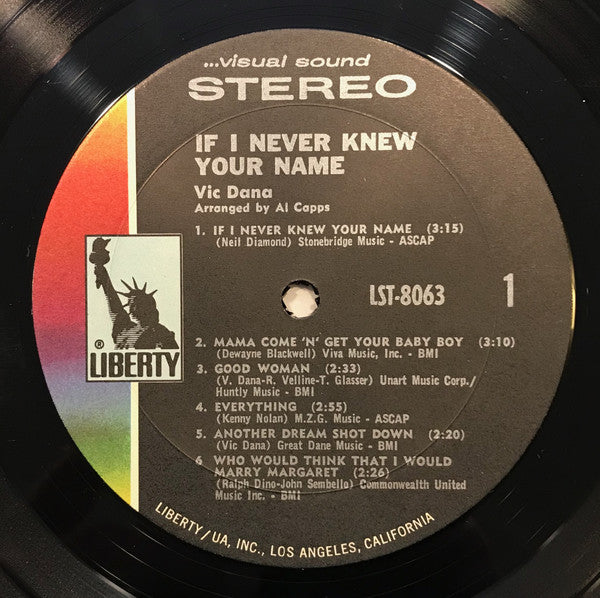 ...visual sound
STEREO
IF I NEVER KNEW
YOUR NAME
Vic Dana
Arranged by Al Capps
1. IF I NEVER KNEW YOUR NAME (3:15)
(Neil Diamond) Stonebridge Music - ASCAP
LST-8063 1
® LIBERTY
2. MAMA COME 'N' GET YOUR BABY BOY (3:10)
(Dewayne Blackwell) Viva Music, Inc. - BMI
3. GOOD WOMAN (2:33)
(V. Dana-R. Velline-T. Glasser) Unart Music Corp./
Huntly Music - BMI
4. EVERYTHING (2:55)
(Kenny Nolan) M.Z.G. Music - ASCAP
5. ANOTHER DREAM SHOT DOWN (2:20)
(Vic Dana) Great Dane Music - BMI
6 WHO WOULD THINK THAT I WOULD
MARRY MARGARET (2:26)
(Ralph Dino-John Sembello) Commonwealth United
Music Inc. - BMI
LIBERTY/UA, INC., LOS ANGELES, CALIFORNIA